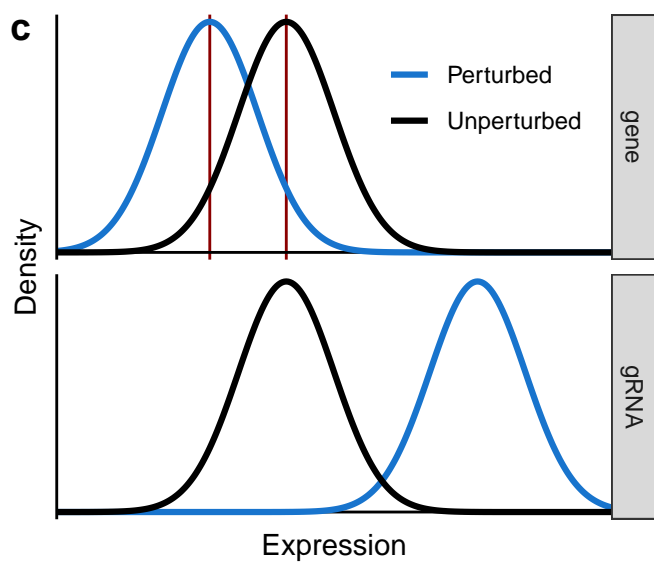 c
Perturbed
Unperturbed
gene
Density
gRNA
Expression